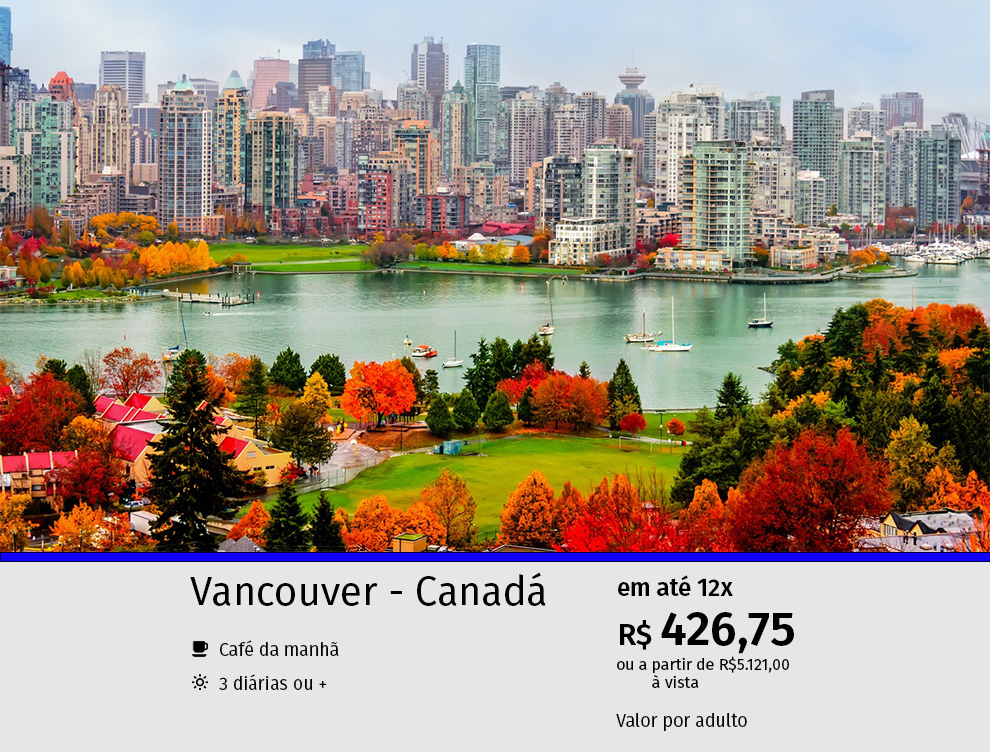 Vancouver - Canadá
Café da manhã
3 diárias ou +
em até 12x
R$ 426,75
ou a partir de R$5.121,00
à vista
Valor por adulto